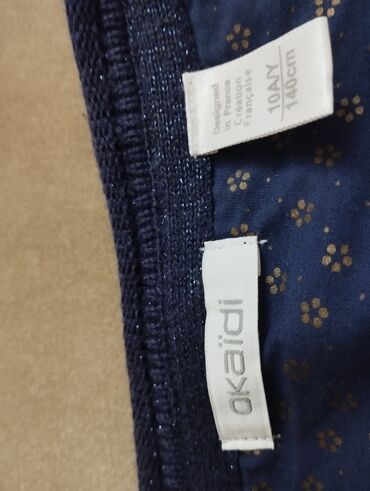 Designed
in France
Création
Française
10A/Y
140cm
okaïdi